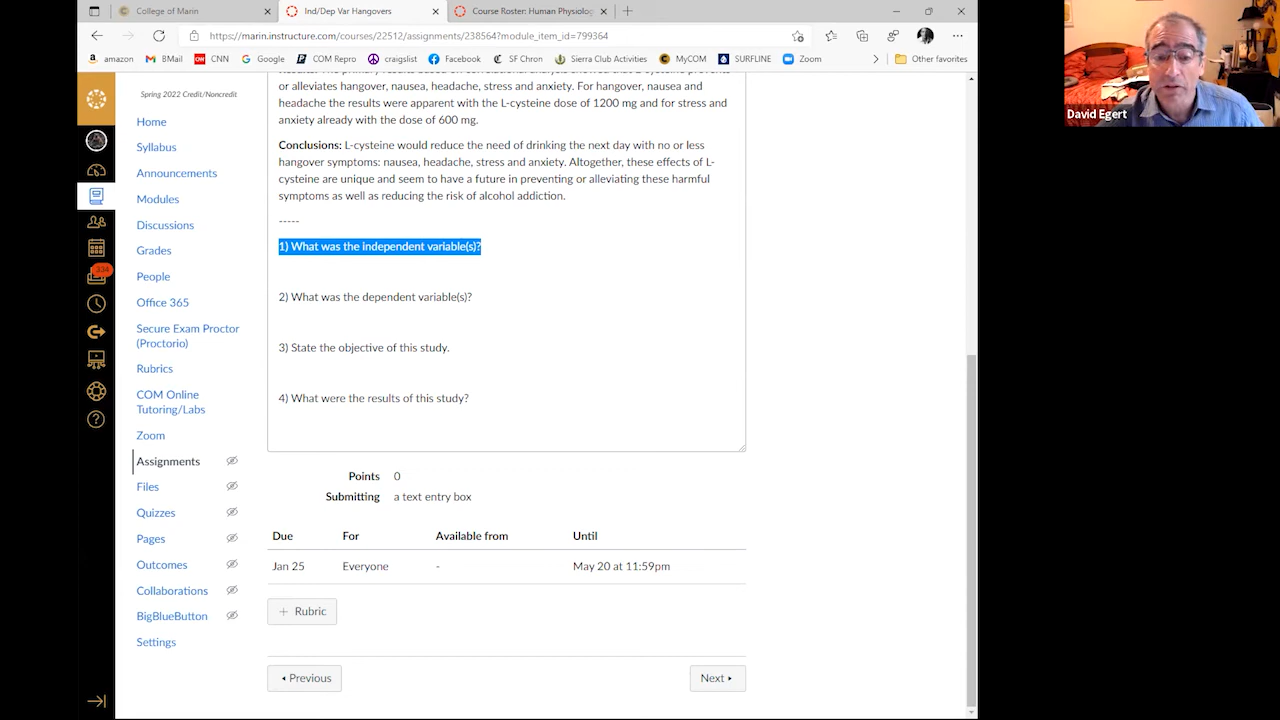 College of Marin
Ind/Dep Var Hangovers
Course Roster: Human Physiolog
https://marin.instructure.com/courses/22512/assignments/238564?module_item_id=799364
amazon
BMail
CNN
Google
COM Repro
craigslist
Facebook
SF Chron
Sierra Club Activities
MyCOM
SURFLINE
Zoom
Other favorites
Spring 2022 Credit/Noncredit
Home
Syllabus
Announcements
Modules
Discussions
Grades
People
Office 365
Secure Exam Proctor
(Proctorio)
Rubrics
COM Online
Tutoring/Labs
Zoom
Assignments
Files
Quizzes
Pages
Outcomes
Collaborations
BigBlueButton
Settings
or alleviates hangover, nausea, headache, stress and anxiety. For hangover, nausea and
headache the results were apparent with the L-cysteine dose of 1200 mg and for stress and
anxiety already with the dose of 600 mg.
Conclusions: L-cysteine would reduce the need of drinking the next day with no or less
hangover symptoms: nausea, headache, stress and anxiety. Altogether, these effects of L-
cysteine are unique and seem to have a future in preventing or alleviating these harmful
symptoms as well as reducing the risk of alcohol addiction.
-----
1) What was the independent variable(s)?
2) What was the dependent variable(s)?
3) State the objective of this study.
4) What were the results of this study?
Points 0
Submitting a text entry box
Due For Available from Until
Jan 25 Everyone - May 20 at 11:59pm
+ Rubric
Previous
Next
David Egert